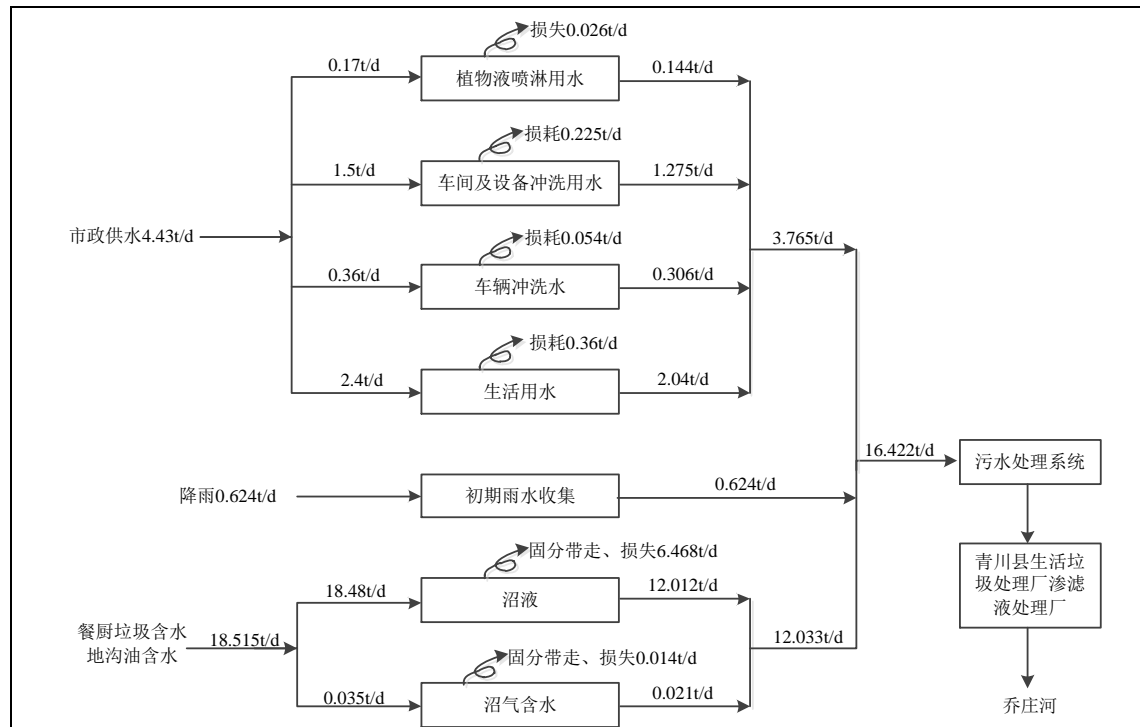 损失0.026t/d
0.17t/d
植物液喷淋用水
0.144t/d
损耗0.225t/d
1.5t/d
车间及设备冲洗用水
1.275t/d
市政供水4.43t/d
损耗0.054t/d
3.765t/d
0.36t/d
车辆冲洗水
0.306t/d
损耗0.36t/d
2.4t/d
生活用水
2.04t/d
16.422t/d
污水处理系统
降雨0.624t/d
初期雨水收集
0.624t/d
固分带走、损失6.468t/d
18.48t/d
沼液
12.012t/d
青川县生活垃
圾处理厂渗滤
液处理厂
餐厨垃圾含水
地沟油含水
18.515t/d
12.033t/d
固分带走、损失0.014t/d
0.035t/d
沼气含水
0.021t/d
乔庄河